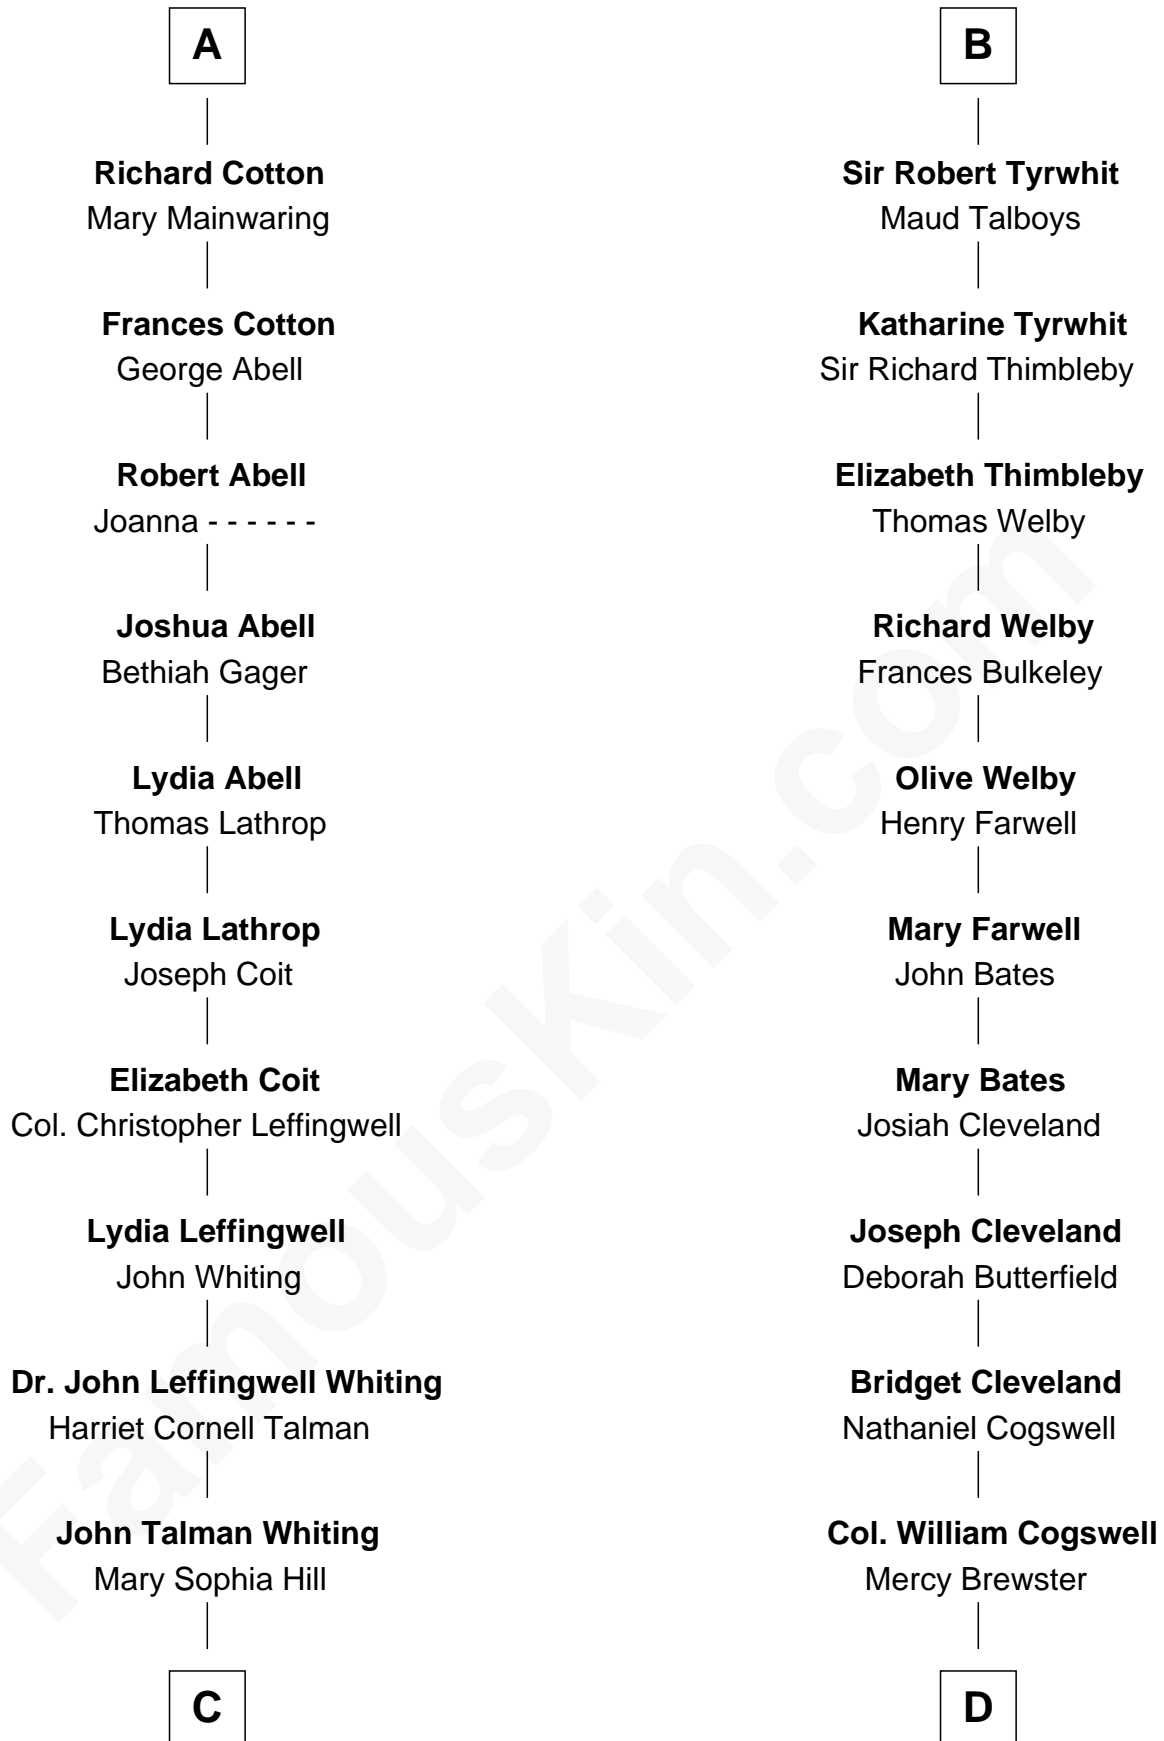 A
Richard Cotton
Mary Mainwaring
Frances Cotton
George Abell
Robert Abell
Joanna - - - - - -
Joshua Abell
Bethiah Gager
Lydia Abell
Thomas Lathrop
Lydia Lathrop
Joseph Coit
Elizabeth Coit
Col. Christopher Leffingwell
Lydia Leffingwell
John Whiting
Dr. John Leffingwell Whiting
Harriet Cornell Talman
John Talman Whiting
Mary Sophia Hill
C
B
Sir Robert Tyrwhit
Maud Talboys
Katharine Tyrwhit
Sir Richard Thimbleby
Elizabeth Thimbleby
Thomas Welby
Richard Welby
Frances Bulkeley
Olive Welby
Henry Farwell
Mary Farwell
John Bates
Mary Bates
Josiah Cleveland
Joseph Cleveland
Deborah Butterfield
Bridget Cleveland
Nathaniel Cogswell
Col. William Cogswell
Mercy Brewster
D
FamousKin.com